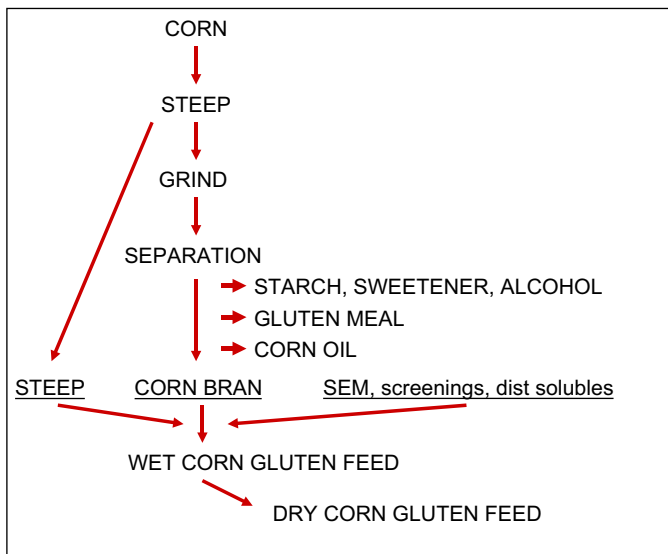 CORN
STEEP
GRIND
SEPARATION
STARCH, SWEETENER, ALCOHOL
GLUTEN MEAL
CORN OIL
STEEP CORN BRAN SEM, screenings, dist solubles
WET CORN GLUTEN FEED
DRY CORN GLUTEN FEED